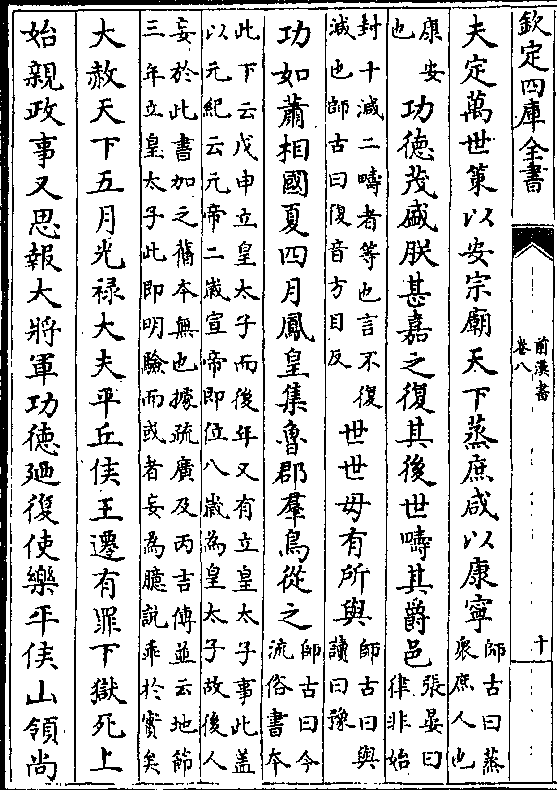 欽定四庫全書
前漢書
卷八
十
夫定萬世策以安宗廟天下蒸庶咸以康寧
師古曰蒸
衆庶人也
康安
也
功德茂盛朕甚嘉之復其後世疇其爵邑
張晏曰
律非始
封十減二疇者等也言不復
減也師古曰復音方目反
世世毋有所與
師古曰與
讀曰豫
功如蕭相國夏四月鳳皇集魯郡羣鳥從之
師古曰今
流俗書本
此下云戊申立皇太子而後年又有立皇太子事此盖
以元紀云元帝二歲宣帝即位八歲為皇太子故後人
妄於此書加之舊本無也據疏廣及丙吉傳並云地節
三年立皇太子此即明驗而或者妄為臆說乖於實矣
大赦天下五月光禄大夫平丘侯王遷有罪下獄死上
始親政事又思報大將軍功德廼復使樂平侯山領尚